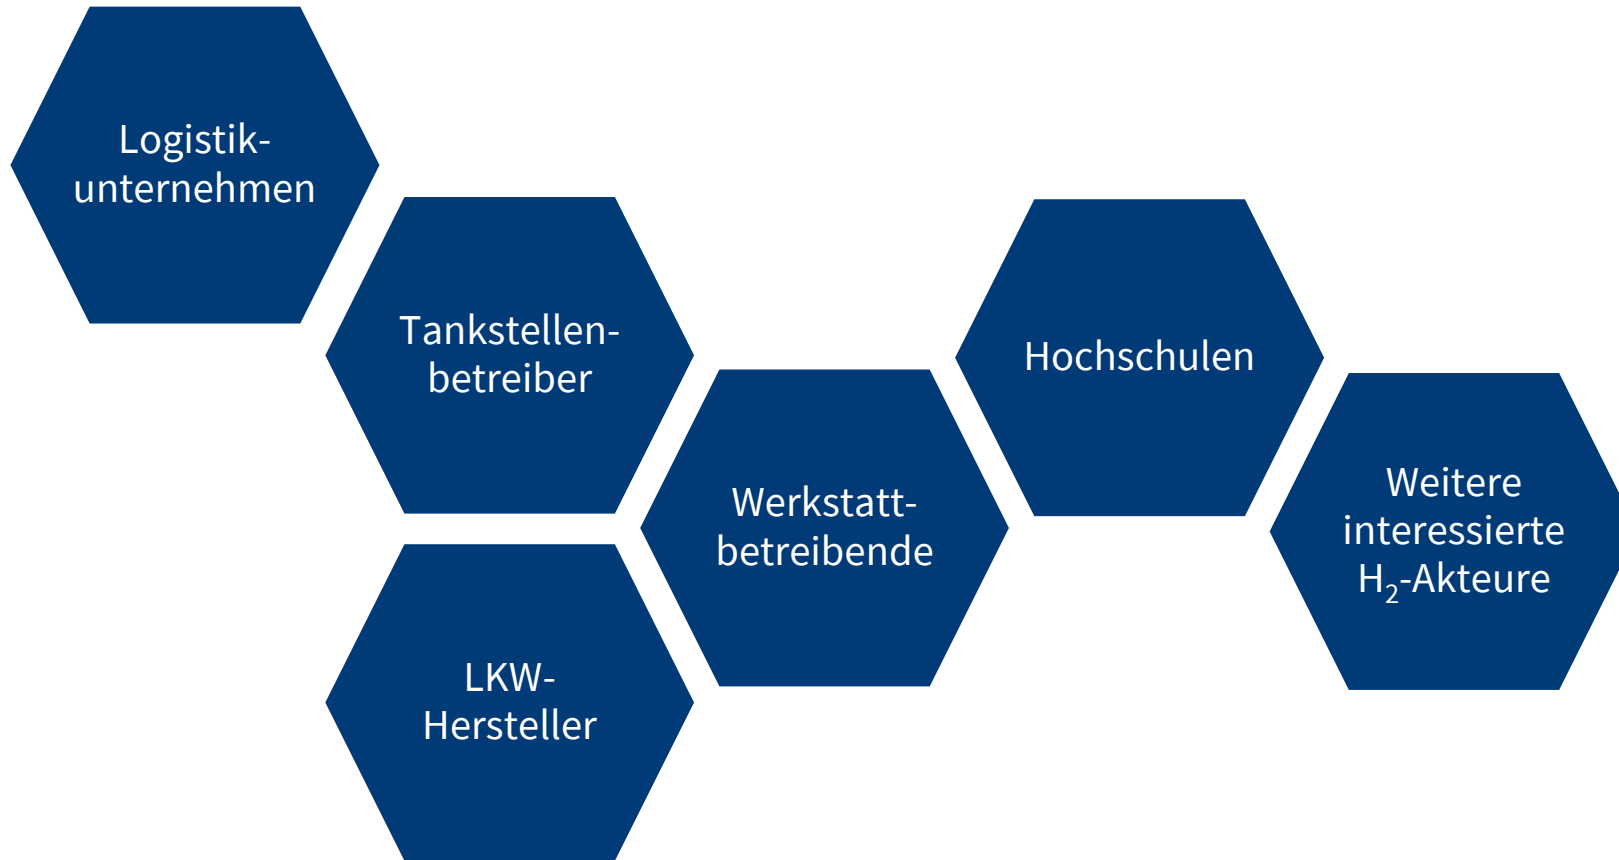 Logistik-
unternehmen
Tankstellen-
betreiber
LKW-
Hersteller
Werkstatt-
betreibende
Hochschulen
Weitere
interessierte
H₂-Akteure